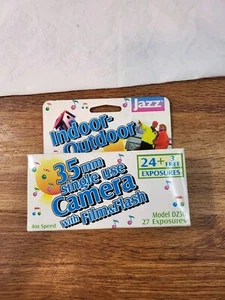 jazz
Indoor-
Outdoor
35mm
single use
Camera
with Film & Flash
24+ 3 FREE
EXPOSURES
400 Speed
Model DZ5
27 Exposures